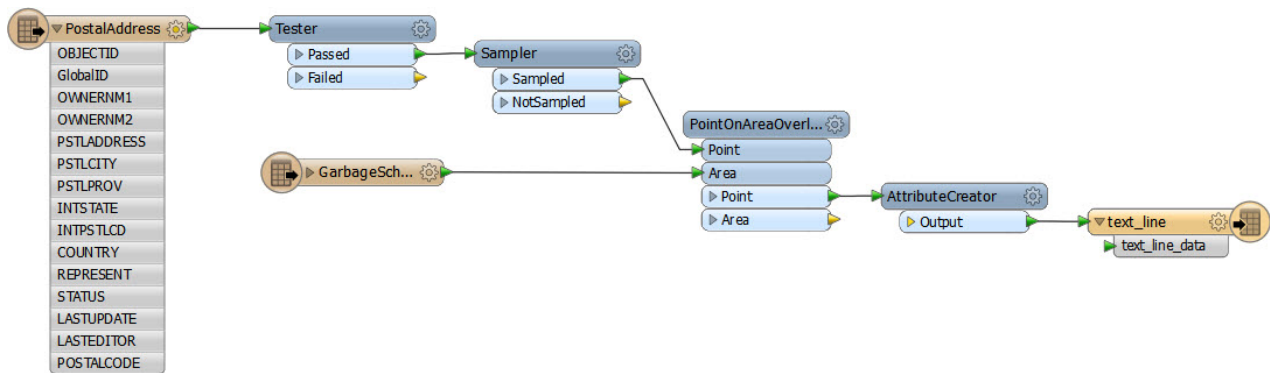 PostalAddress
OBJECTID
GlobalID
OWNERNM1
OWNERNM2
PSTLADDRESS
PSTLCITY
PSTLPROV
INTSTATE
INTPSTLCD
COUNTRY
REPRESENT
STATUS
LASTUPDATE
LASTEDITOR
POSTALCODE
Tester
Passed
Failed
Sampler
Sampled
NotSampled
GarbageSch...
PointOnAreaOverl...
Point
Area
Point
Area
AttributeCreator
Output
text_line
text_line_data